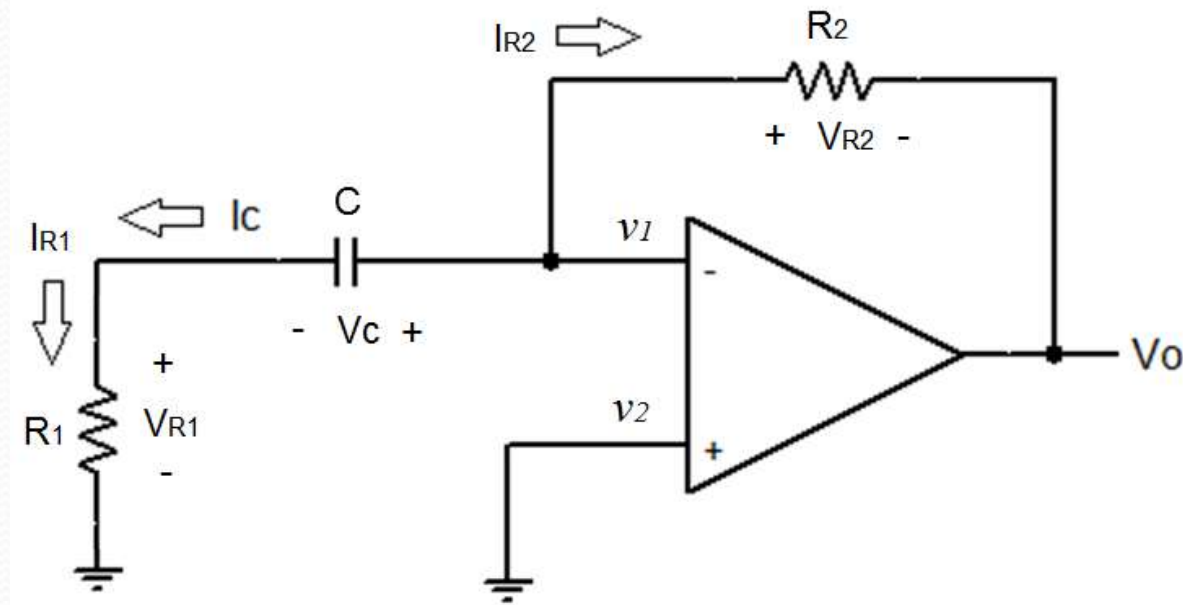 R2
IR2
+ VR2 -
C
Ic
IR1
v1
-
- Vc +
Vo
+
v2
R1
VR1
+
-